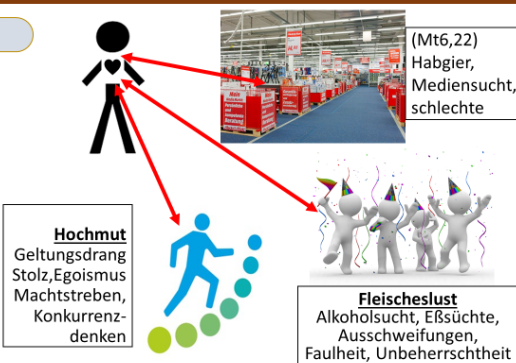 (Mt6,22)
Habgier,
Mediensucht,
schlechte
Hochmut
Geltungsdrang
Stolz,Egoismus
Machtstreben,
Konkurrenz-
denken
Fleischeslust
Alkoholsucht, Eßsüchte,
Ausschweifungen,
Faulheit, Unbeherrschtheit